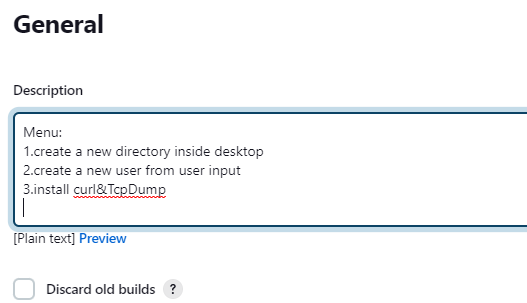 General
Description
Menu:
1.create a new directory inside desktop
2.create a new user from user input
3.install curl&TcpDump
[Plain text] Preview
Discard old builds ?